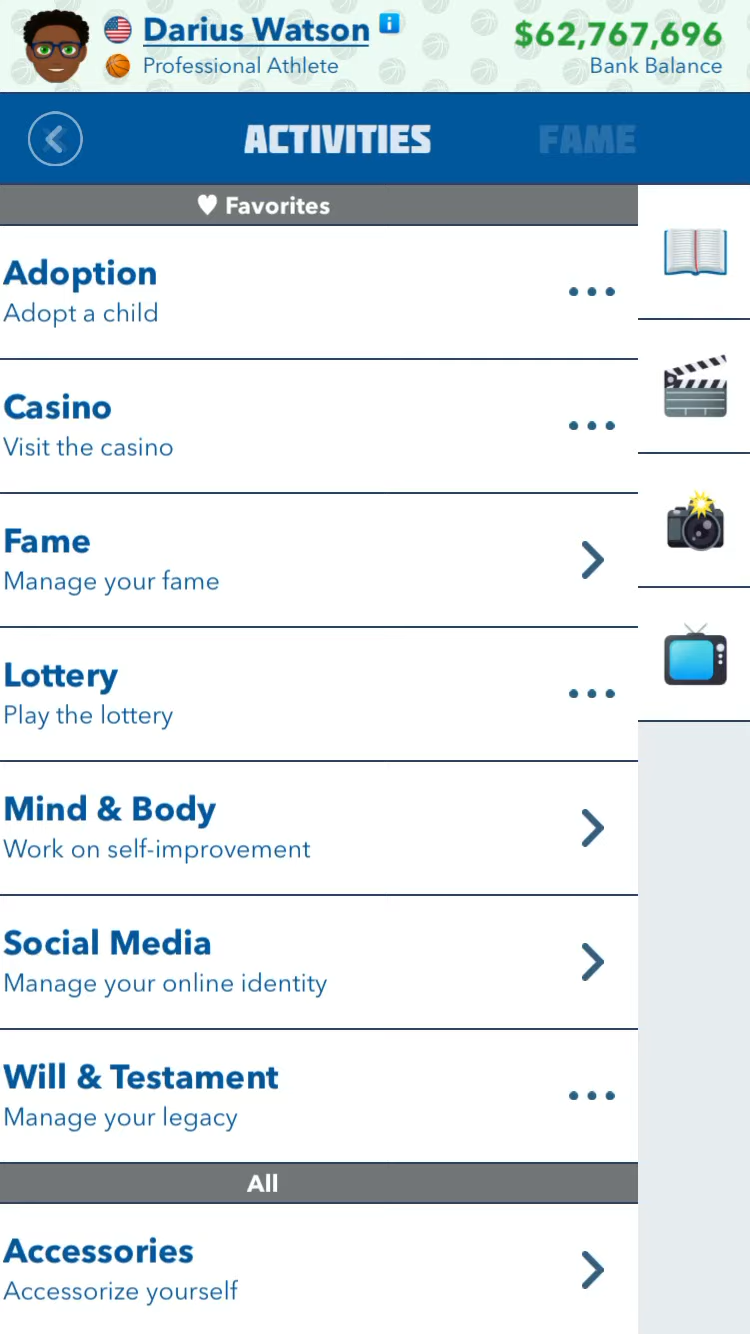 Darius Watson
$62,767,696
Professional Athlete
Bank Balance
ACTIVITIES
FAME
Favorites
Adoption
Adopt a child
Casino
Visit the casino
Fame
Manage your fame
Lottery
Play the lottery
Mind & Body
Work on self-improvement
Social Media
Manage your online identity
Will & Testament
Manage your legacy
All
Accessories
Accessorize yourself